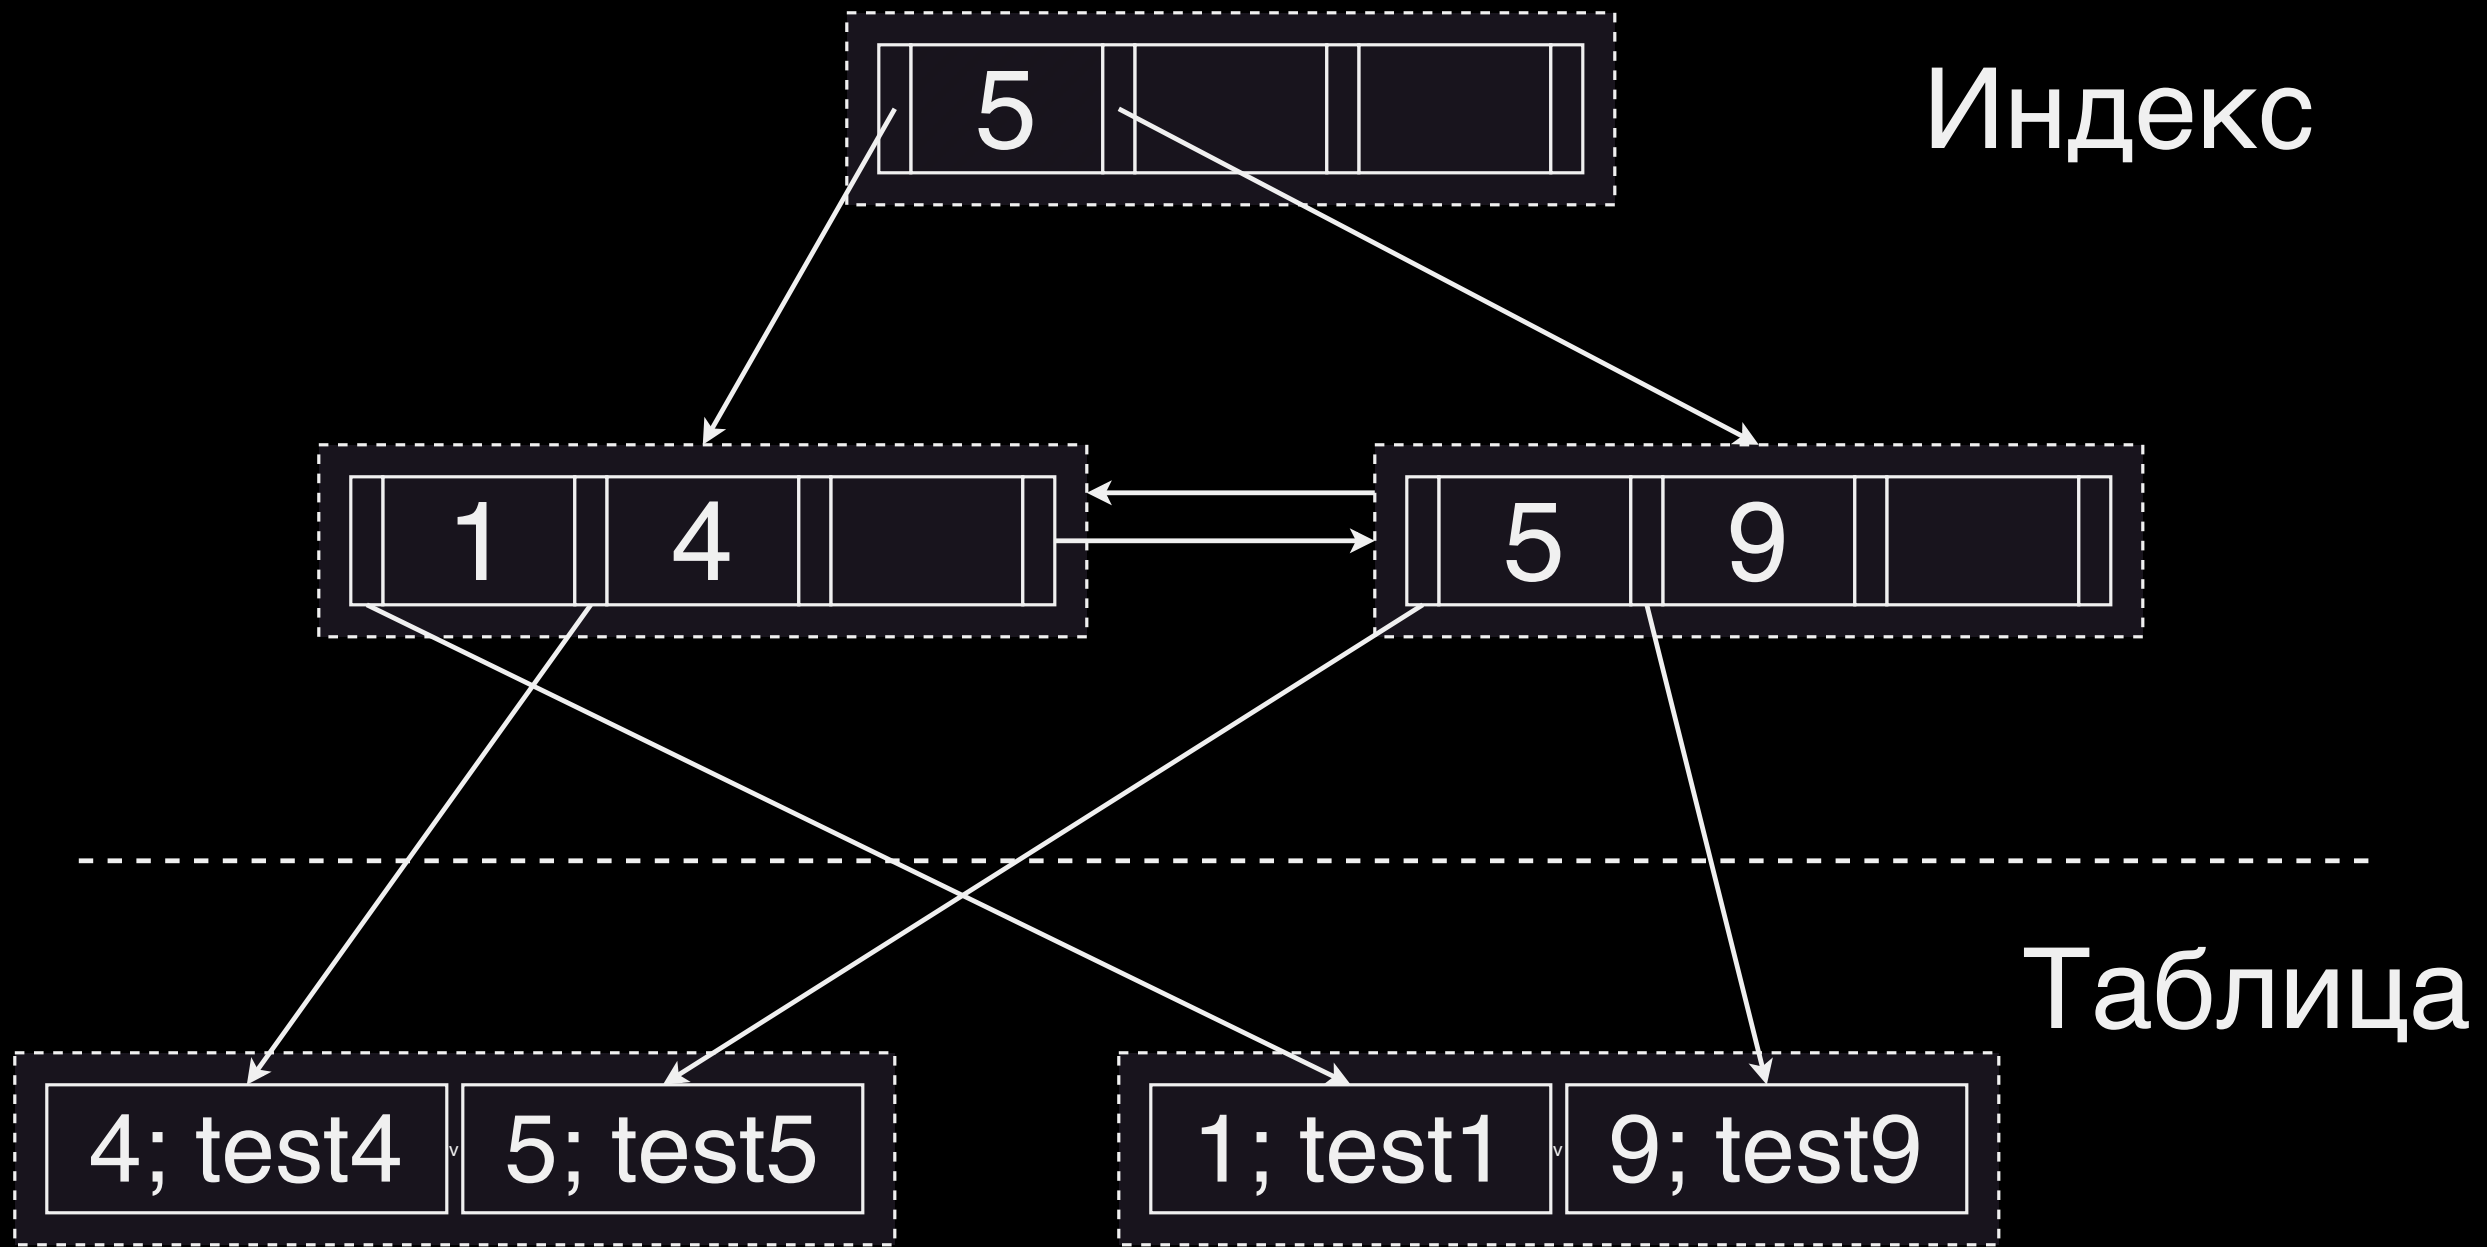 5
Индекс
1 4
5 9
Таблица
4; test4 v 5; test5
1; test1 v 9; test9